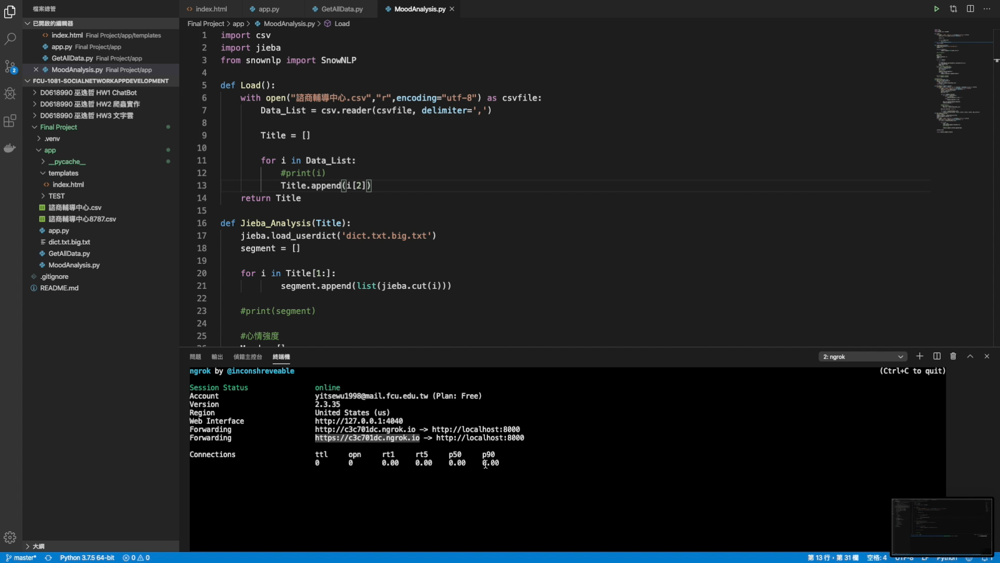 檔案總管
已開啟的編輯器
index.html Final Project/app/templates
app.py Final Project/app
GetAllData.py Final Project/app
MoodAnalysis.py Final Project/app
FCU-1081-SOCIALNETWORKAPPDEVELOPMENT
D0618990 巫逸哲 HW1 ChatBot
D0618990 巫逸哲 HW2 爬蟲實作
D0618990 巫逸哲 HW3 文字雲
Final Project
.venv
app
__pycache__
templates
index.html
TEST
諮商輔導中心.csv
諮商輔導中心8787.csv
app.py
dict.txt.big.txt
GetAllData.py
MoodAnalysis.py
.gitignore
README.md
大綱
index.html app.py GetAllData.py MoodAnalysis.py
Final Project > app > MoodAnalysis.py > Load
1 import csv
2 import jieba
3 from snownlp import SnowNLP
4
5 def Load():
6 with open("諮商輔導中心.csv","r",encoding="utf-8") as csvfile:
7 Data_List = csv.reader(csvfile, delimiter=',')
8
9 Title = []
10
11 for i in Data_List:
12 #print(i)
13 Title.append(i[2])
14 return Title
15
16 def Jieba_Analysis(Title):
17 jieba.load_userdict('dict.txt.big.txt')
18 segment = []
19
20 for i in Title[1:]:
21 segment.append(list(jieba.cut(i)))
22
23 #print(segment)
24
25 #心情強度
問題 輸出 偵錯主控台 終端機
2: ngrok
ngrok by @inconshreveable (Ctrl+C to quit)
Session Status online
Account yitsewu1998@mail.fcu.edu.tw (Plan: Free)
Version 2.3.35
Region United States (us)
Web Interface http://127.0.0.1:4040
Forwarding http://c3c701dc.ngrok.io -> http://localhost:8000
Forwarding https://c3c701dc.ngrok.io -> http://localhost:8000
Connections ttl opn rt1 rt5 p50 p90
0 0 0.00 0.00 0.00 0.00
2
master* Python 3.7.5 64-bit 0 0 第 13 行，第 31 欄 空格: 4 UTF-8 LF Python